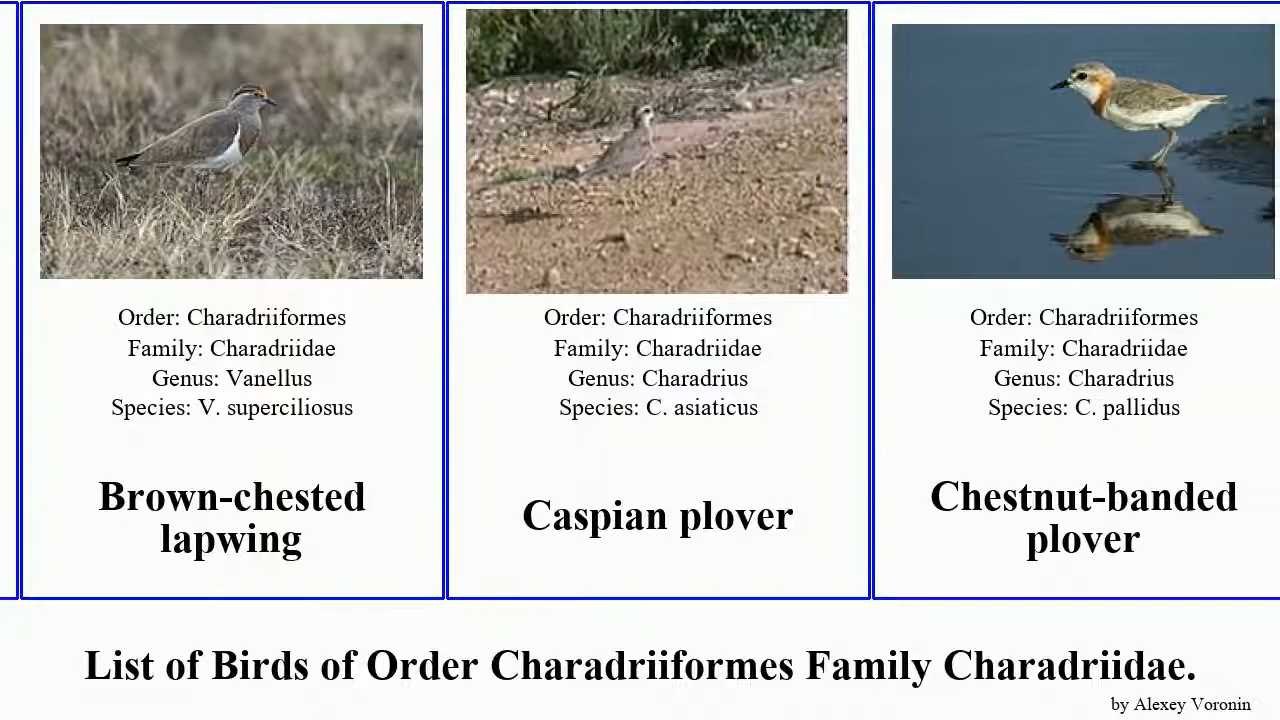 Order: Charadriiformes
Family: Charadriidae
Genus: Vanellus
Species: V. superciliosus
Brown-chested
lapwing
Order: Charadriiformes
Family: Charadriidae
Genus: Charadrius
Species: C. asiaticus
Caspian plover
Order: Charadriiformes
Family: Charadriidae
Genus: Charadrius
Species: C. pallidus
Chestnut-banded
plover
List of Birds of Order Charadriiformes Family Charadriidae.
by Alexey Voronin